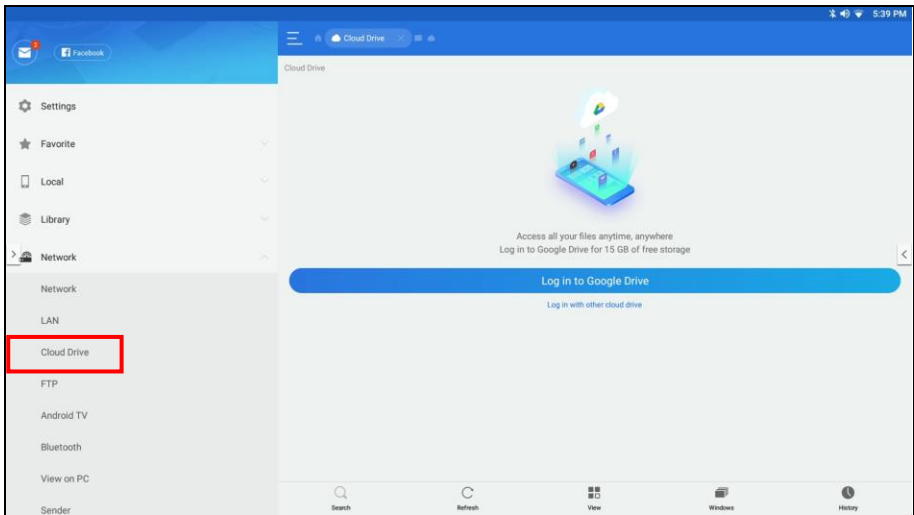 5:39 PM
2
Facebook
Cloud Drive
Cloud Drive
Settings
Favorite
Local
Library
Network
Network
LAN
Cloud Drive
FTP
Android TV
Bluetooth
View on PC
Sender
Access all your files anytime, anywhere
Log in to Google Drive for 15 GB of free storage
Log in to Google Drive
Log in with other cloud drive
Search
Refresh
View
Windows
History